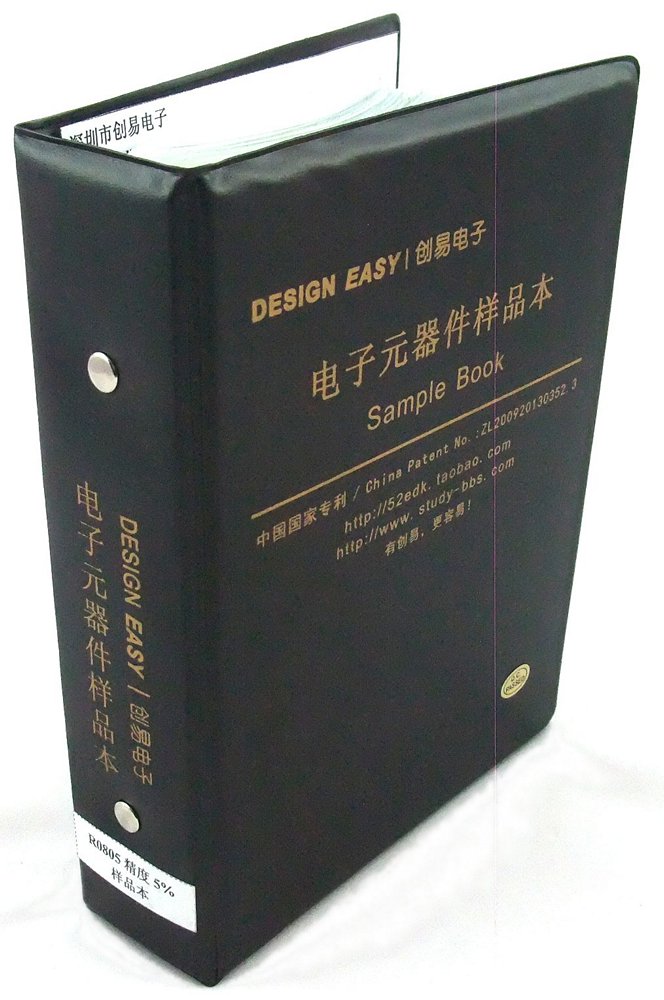 深圳市创易电子
DESIGN EASY | 创易电子
电子元器件样品本
Sample Book
中国国家专利 / China Patent No.:ZL200920130352.3
http://52edk.taobao.com
http://www.study-bbs.com
有创易，更容易！
QC
PASSED
DESIGN EASY | 创易电子
电子元器件样品本
R0805 精度 5%
样品本